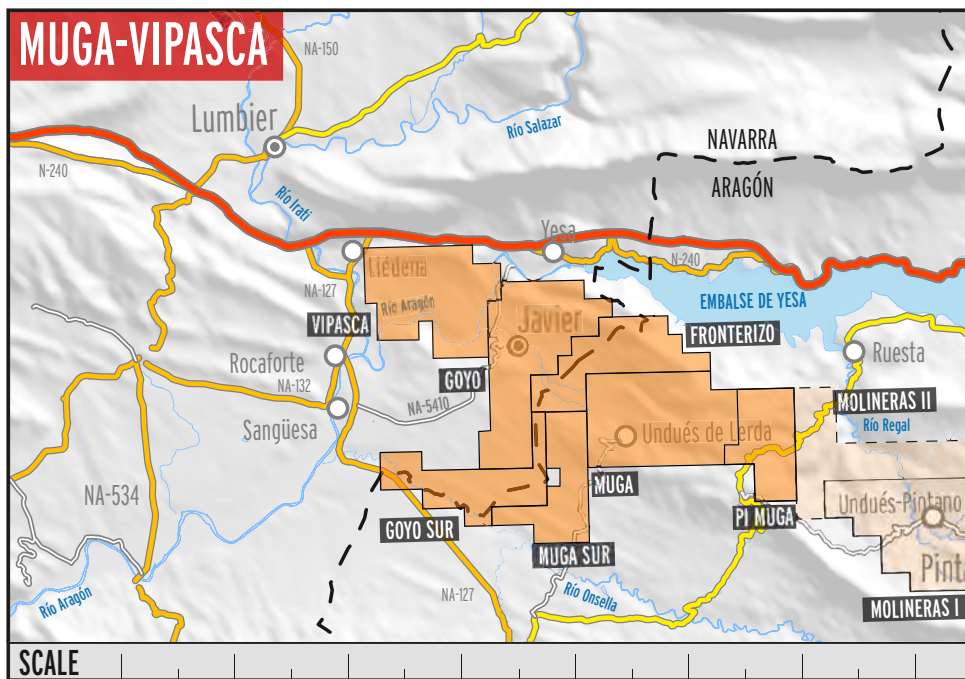 MUGA-VIPASCA
NA-150
Lumbier
Río Salazar
NAVARRA
N-240
ARAGÓN
Río Irati
Yesa
Liédena
N-240
NA-127
Río Aragón
EMBALSE DE YESA
VIPASCA
Javier
FRONTERIZO
Rocaforte
Ruesta
GOYO
NA-132
MOLINERAS II
Sangüesa
NA-5410
Río Regal
Undués de Lerda
MUGA
NA-534
Undués-Pintano
GOYO SUR
PI MUGA
MUGA SUR
Pint
Río Aragón
NA-127
Río Onsella
MOLINERAS I
SCALE